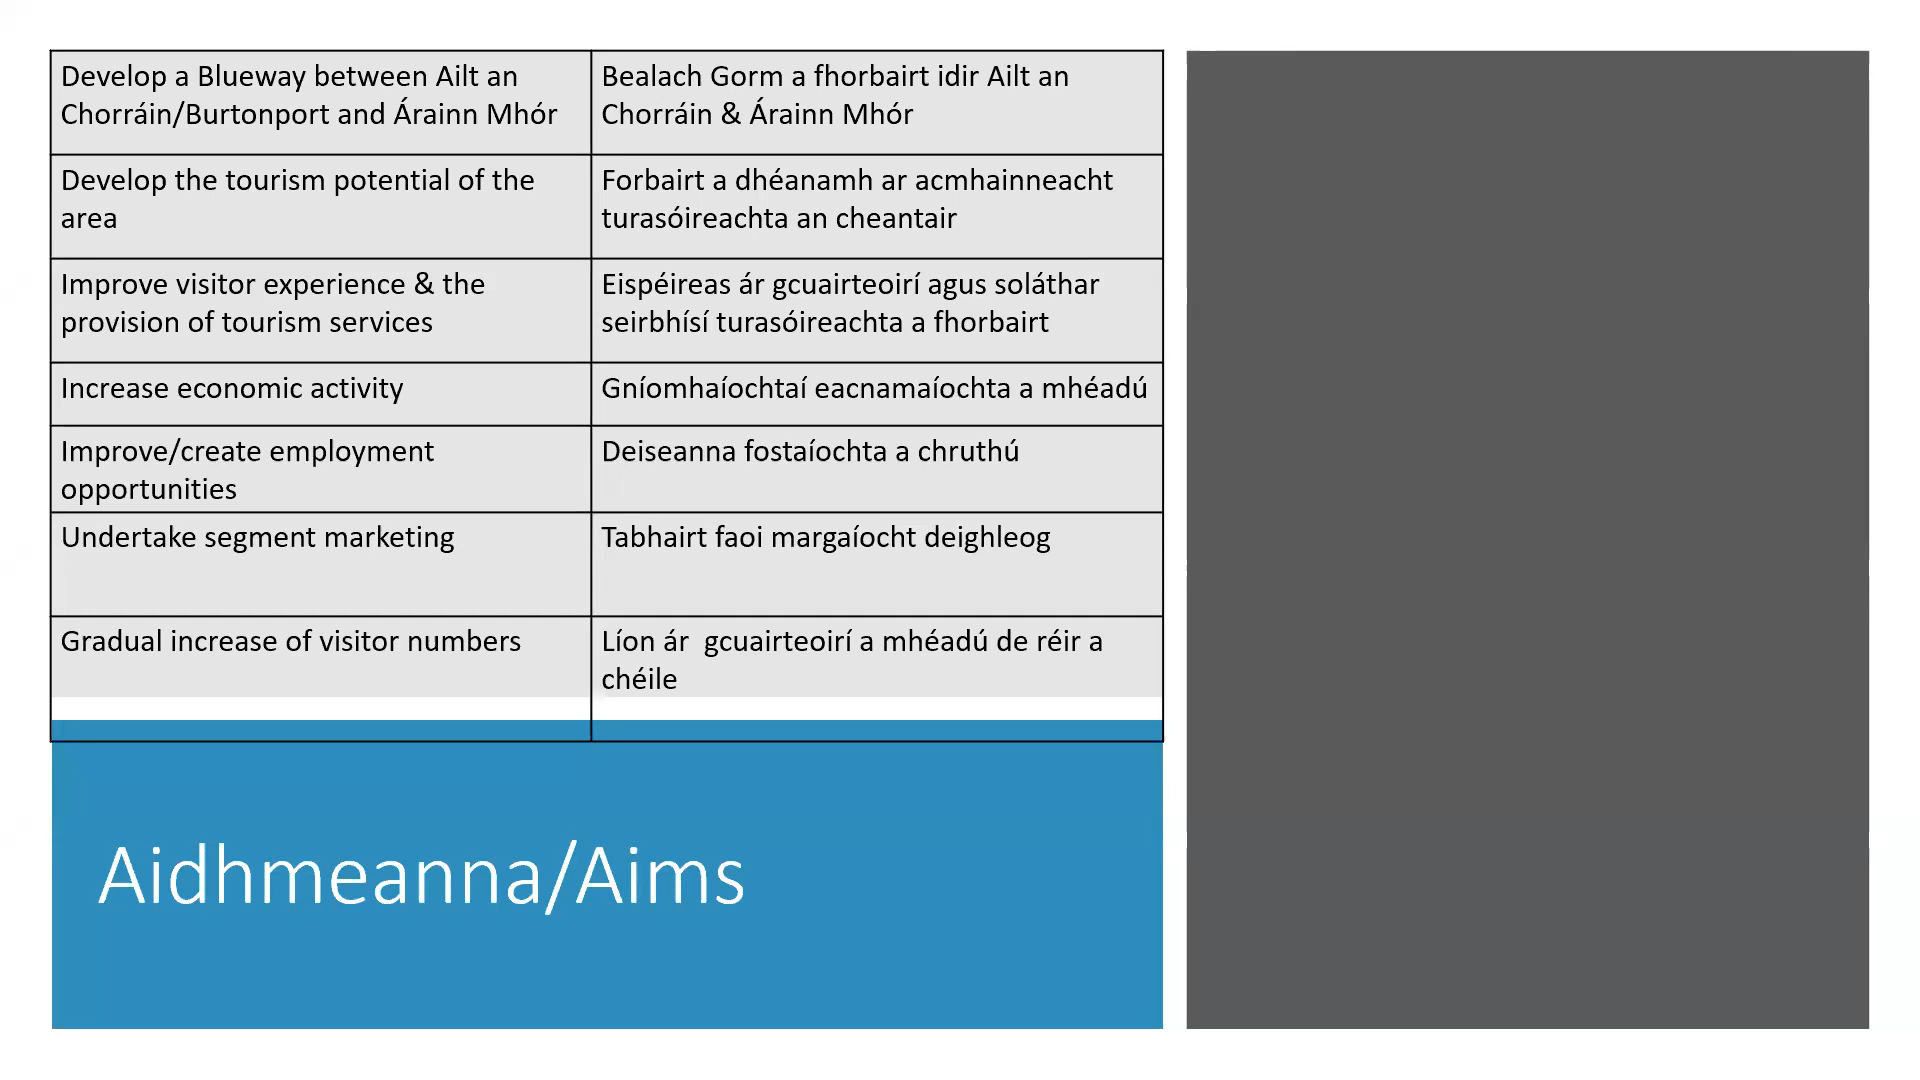 Develop a Blueway between Ailt an
Chorráin/Burtonport and Árainn Mhór
Bealach Gorm a fhorbairt idir Ailt an
Chorráin & Árainn Mhór
Develop the tourism potential of the
area
Forbairt a dhéanamh ar acmhainneacht
turasóireachta an cheantair
Improve visitor experience & the
provision of tourism services
Eispéireas ár gcuairteoirí agus soláthar
seirbhísí turasóireachta a fhorbairt
Increase economic activity
Gníomhaíochtaí eacnamaíochta a mhéadú
Improve/create employment
opportunities
Deiseanna fostaíochta a chruthú
Undertake segment marketing
Tabhairt faoi margaíocht deighleog
Gradual increase of visitor numbers
Líon ár  gcuairteoirí a mhéadú de réir a
chéile
Aidhmeanna/Aims